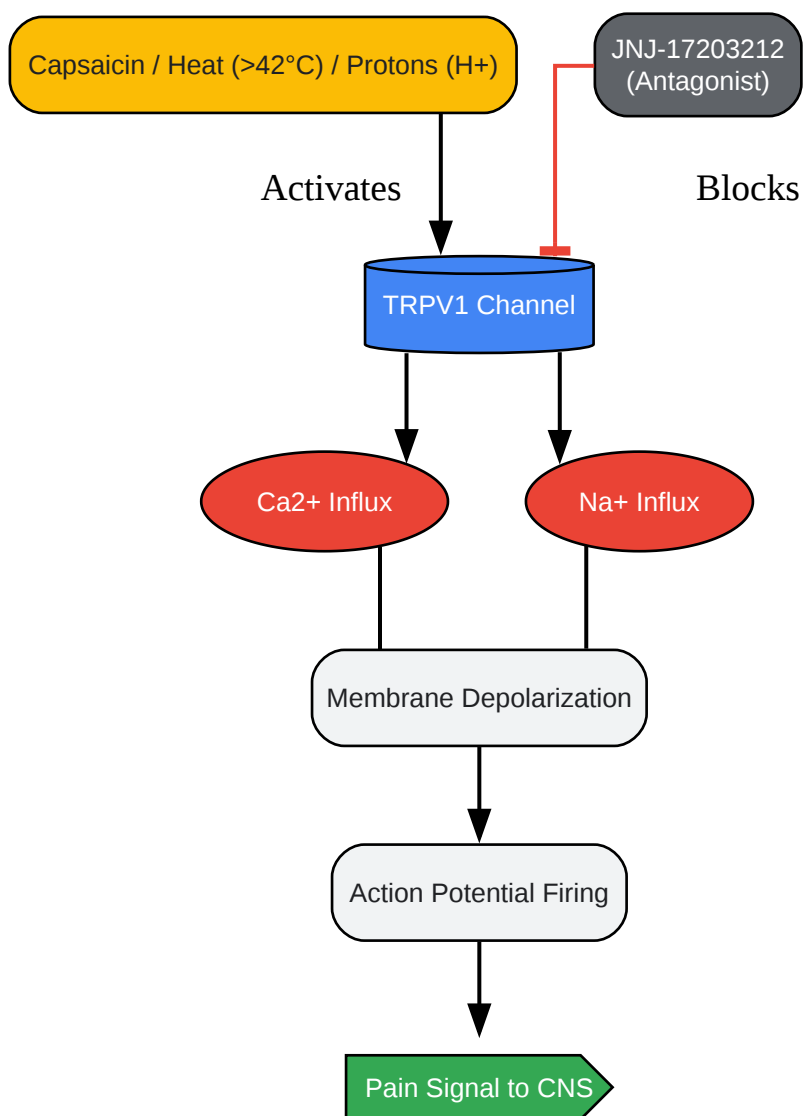 Capsaicin / Heat (>42°C) / Protons (H+)
JNJ-17203212
(Antagonist)
Activates
Blocks
TRPV1 Channel
Ca2+ Influx
Na+ Influx
Membrane Depolarization
Action Potential Firing
Pain Signal to CNS